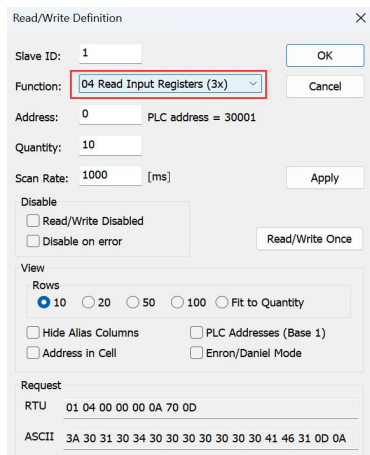 Read/Write Definition
Slave ID: 1
OK
Function: 04 Read Input Registers (3x)
Cancel
Address: 0 PLC address = 30001
Quantity: 10
Scan Rate: 1000 [ms]
Apply
Disable
Read/Write Disabled
Disable on error
Read/Write Once
View
Rows
10 20 50 100 Fit to Quantity
Hide Alias Columns PLC Addresses (Base 1)
Address in Cell Enron/Daniel Mode
Request
RTU 01 04 00 00 00 0A 70 0D
ASCII 3A 30 31 30 34 30 30 30 30 30 30 30 41 46 31 0D 0A